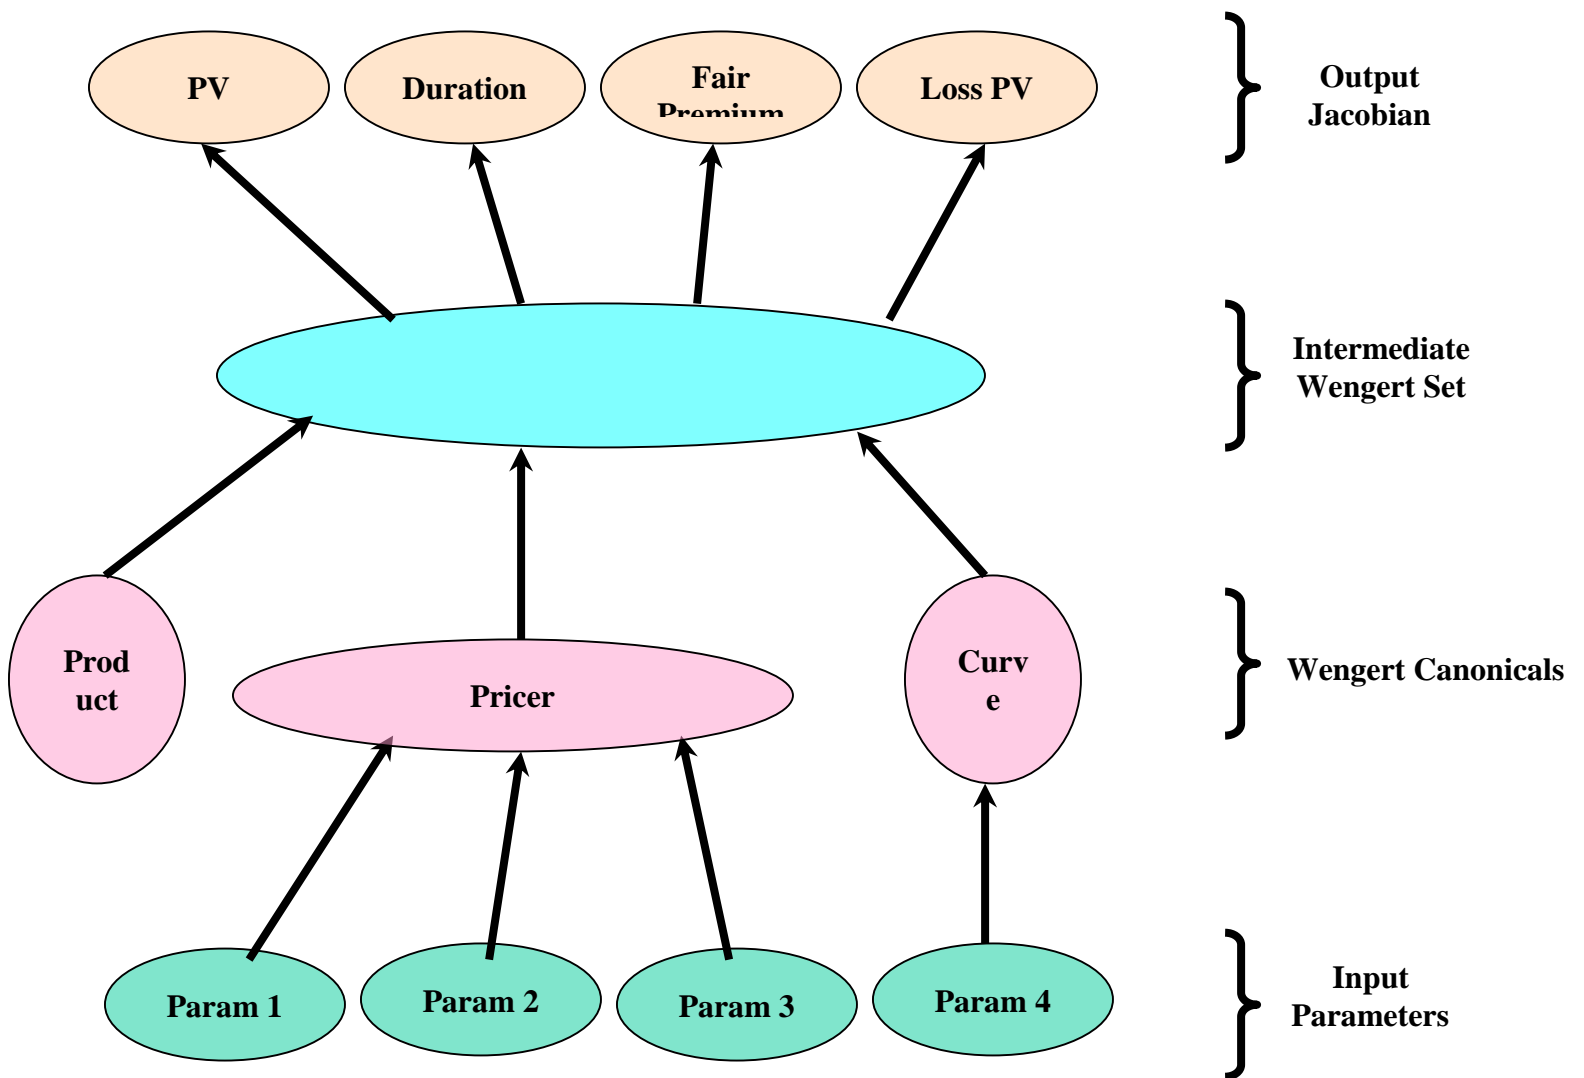 PV
Duration
Fair
Premium
Loss PV
Output
Jacobian
Intermediate
Wengert Set
Prod
uct
Pricer
Curv
e
Wengert Canonicals
Param 1
Param 2
Param 3
Param 4
Input
Parameters